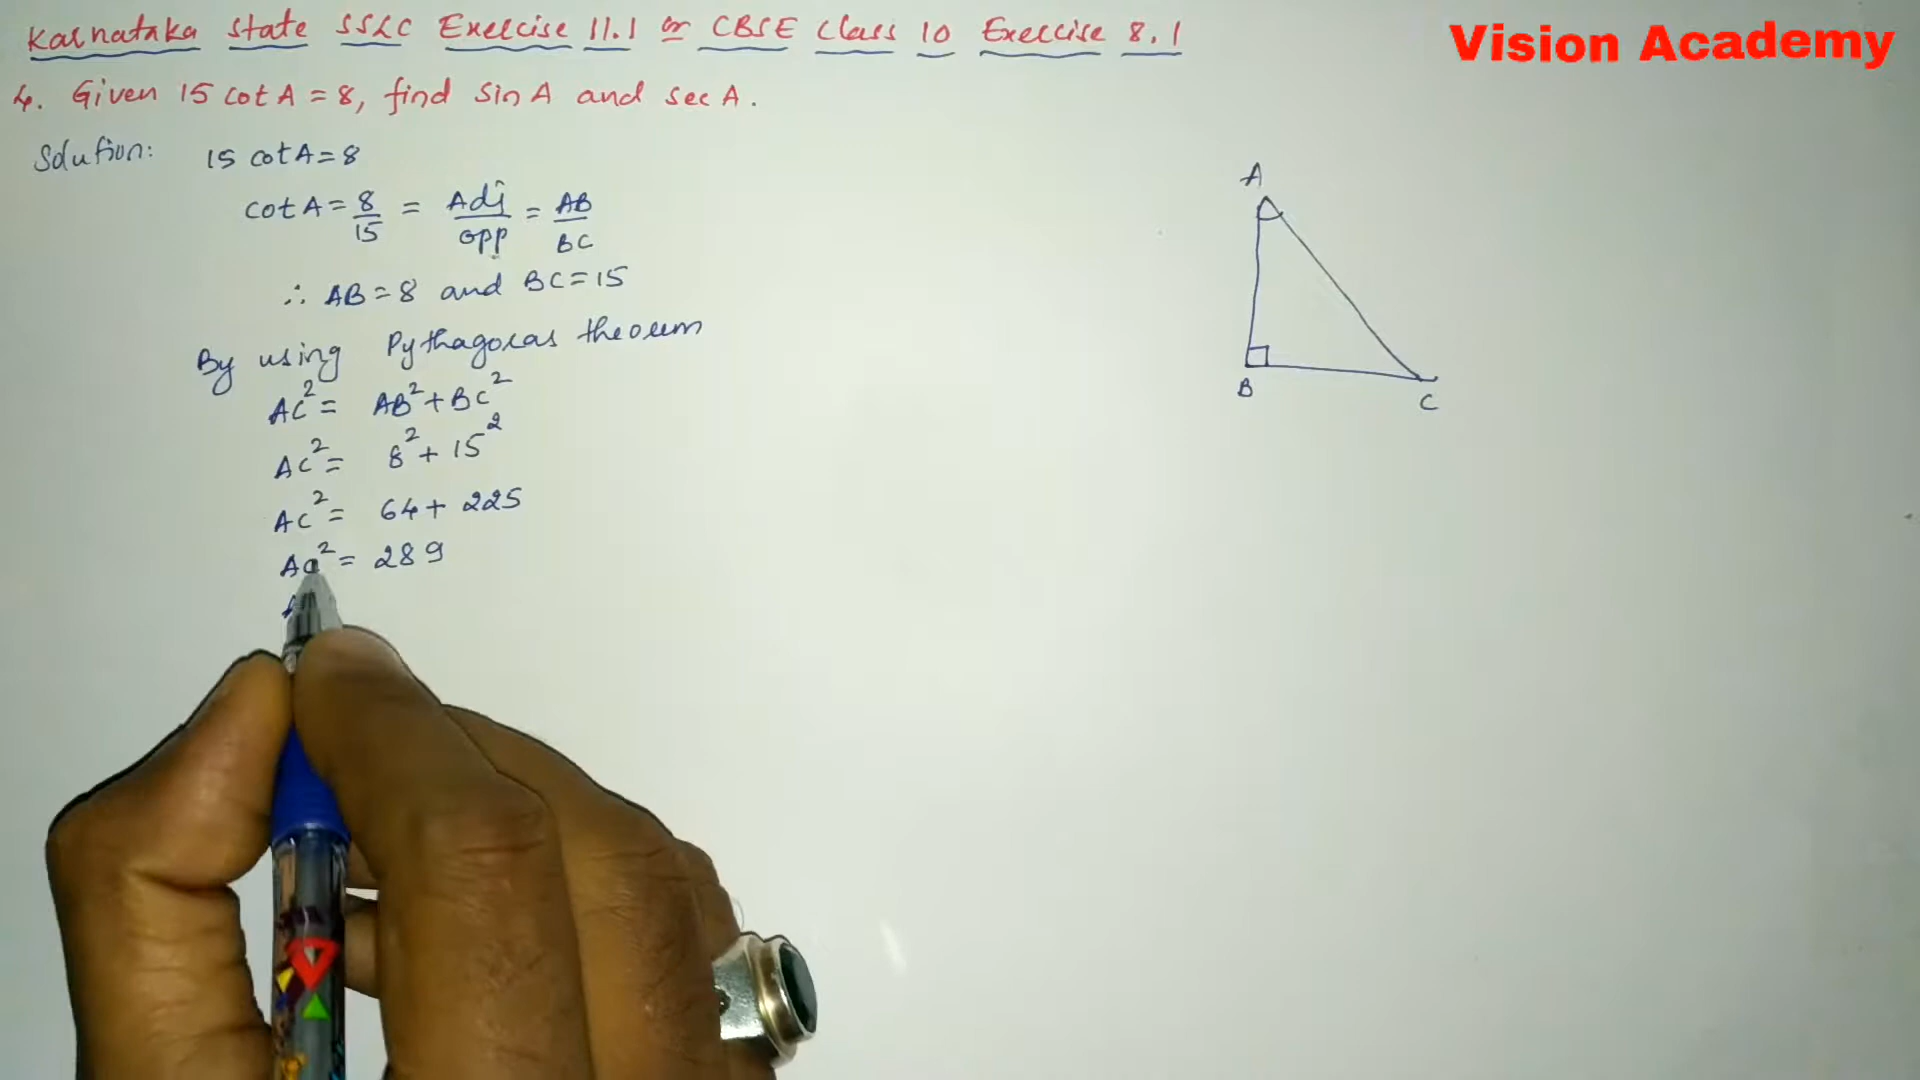 Karnataka State SSLC Exercise 11.1 or CBSE Class 10 Exercise 8.1
Vision Academy
4. Given 15 cot A = 8, find sin A and sec A.
Solution: 15 cot A = 8
cot A = 8/15 = Adj/opp = AB/BC
∴ AB = 8 and BC = 15
By using Pythagoras theorem
AC² = AB² + BC²
AC² = 8² + 15²
AC² = 64 + 225
AC² = 289
A
B
C